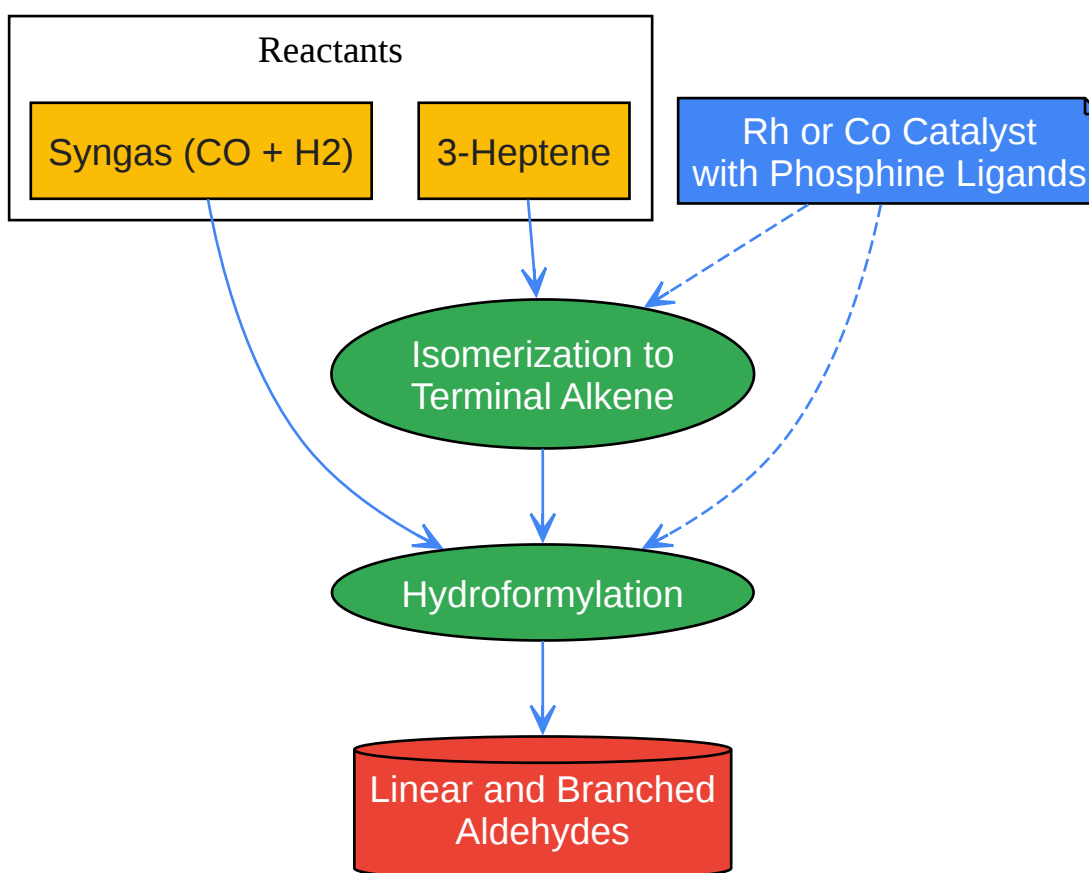 Reactants
Syngas (CO + H2)
3-Heptene
Rh or Co Catalyst
with Phosphine Ligands
Isomerization to
Terminal Alkene
Hydroformylation
Linear and Branched
Aldehydes